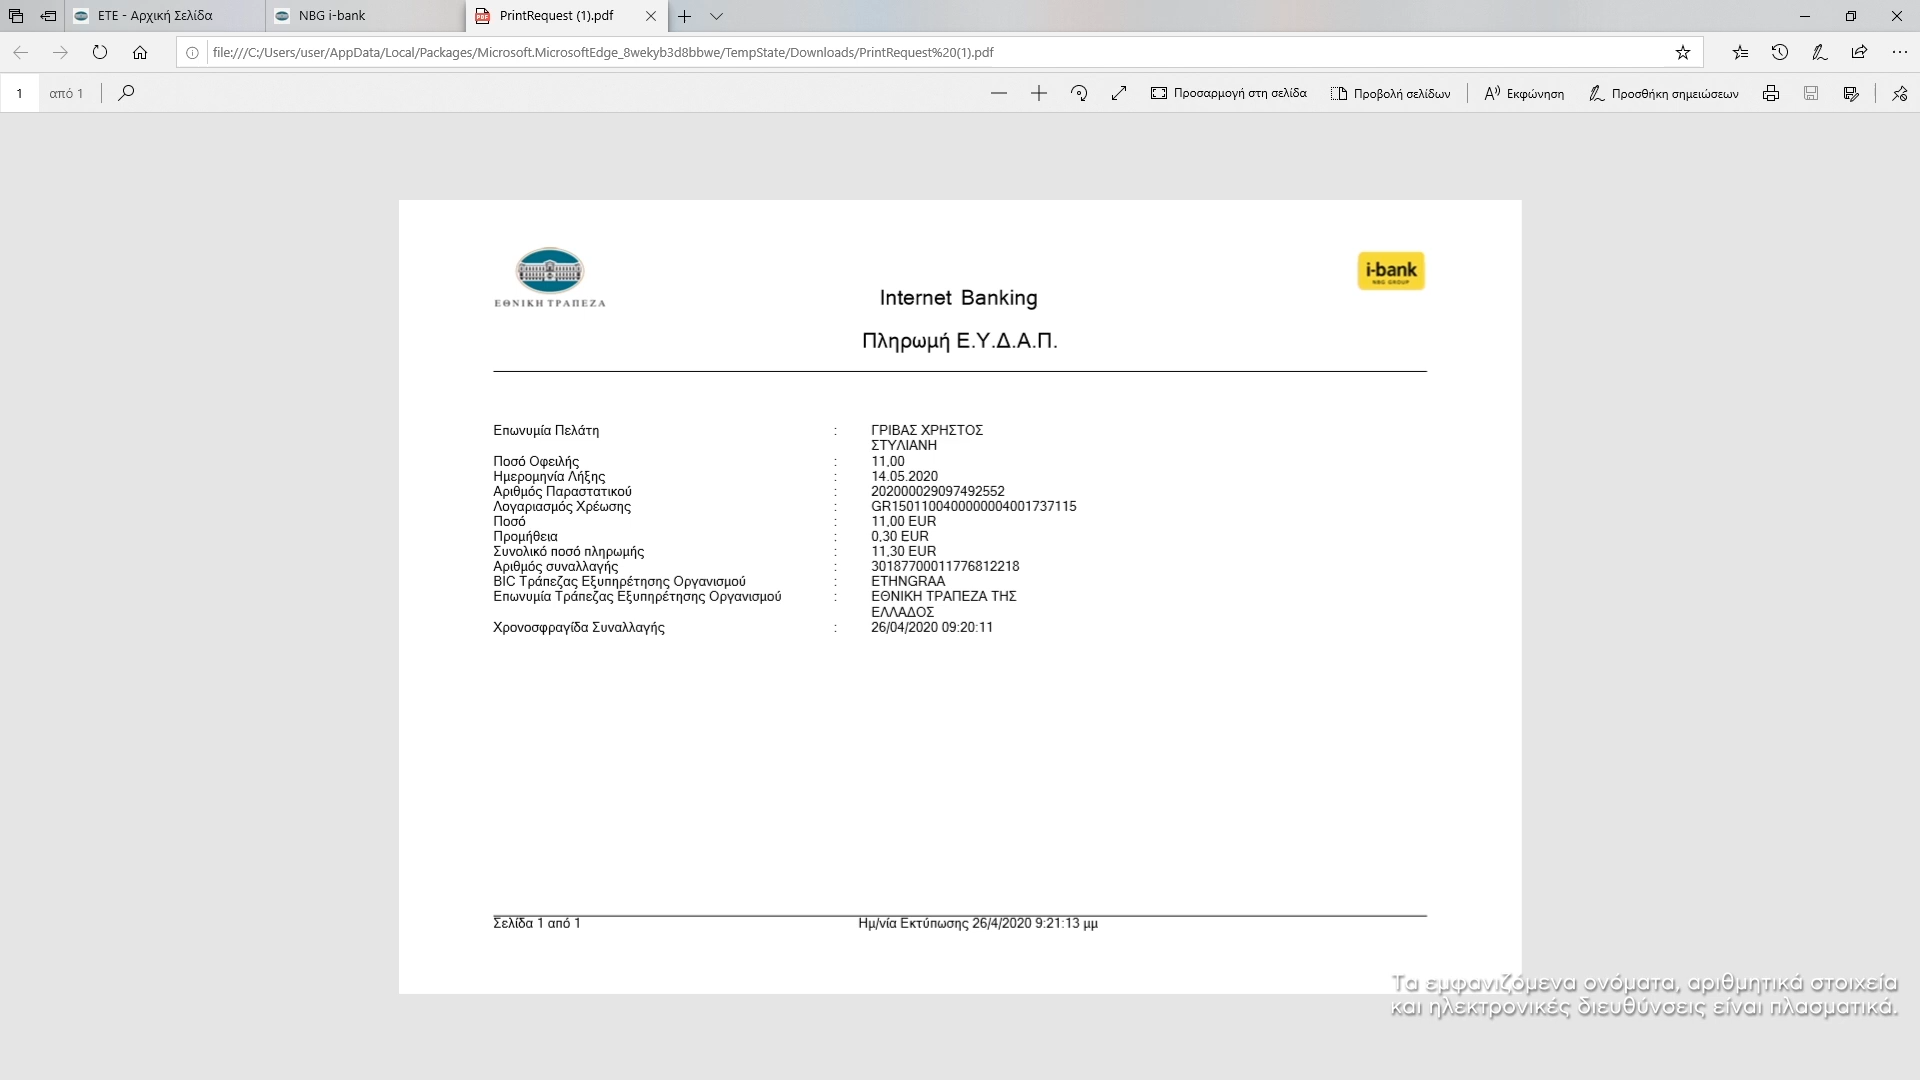 ETE - Αρχική Σελίδα
NBG i-bank
PrintRequest (1).pdf
file:///C:/Users/user/AppData/Local/Packages/Microsoft.MicrosoftEdge_8wekyb3d8bbwe/TempState/Downloads/PrintRequest%20(1).pdf
1 από 1
Προσαρμογή στη σελίδα
Προβολή σελίδων
Εκφώνηση
Προσθήκη σημειώσεων
ΕΘΝΙΚΗ ΤΡΑΠΕΖΑ
i-bank
NBG GROUP
Internet Banking
Πληρωμή Ε.Υ.Δ.Α.Π.
Επωνυμία Πελάτη : ΓΡΙΒΑΣ ΧΡΗΣΤΟΣ
ΣΤΥΛΙΑΝΗ
Ποσό Οφειλής : 11,00
Ημερομηνία Λήξης : 14.05.2020
Αριθμός Παραστατικού : 202000029097492552
Λογαριασμός Χρέωσης : GR1501100400000004001737115
Ποσό : 11,00 EUR
Προμήθεια : 0,30 EUR
Συνολικό ποσό πληρωμής : 11,30 EUR
Αριθμός συναλλαγής : 30187700011776812218
BIC Τράπεζας Εξυπηρέτησης Οργανισμού : ETHNGRAA
Επωνυμία Τράπεζας Εξυπηρέτησης Οργανισμού : ΕΘΝΙΚΗ ΤΡΑΠΕΖΑ ΤΗΣ
ΕΛΛΑΔΟΣ
Χρονοσφραγίδα Συναλλαγής : 26/04/2020 09:20:11
Σελίδα 1 από 1
Ημ/νία Εκτύπωσης 26/4/2020 9:21:13 μμ
Τα εμφανιζόμενα ονόματα, αριθμητικά στοιχεία
και ηλεκτρονικές διευθύνσεις είναι πλασματικά.